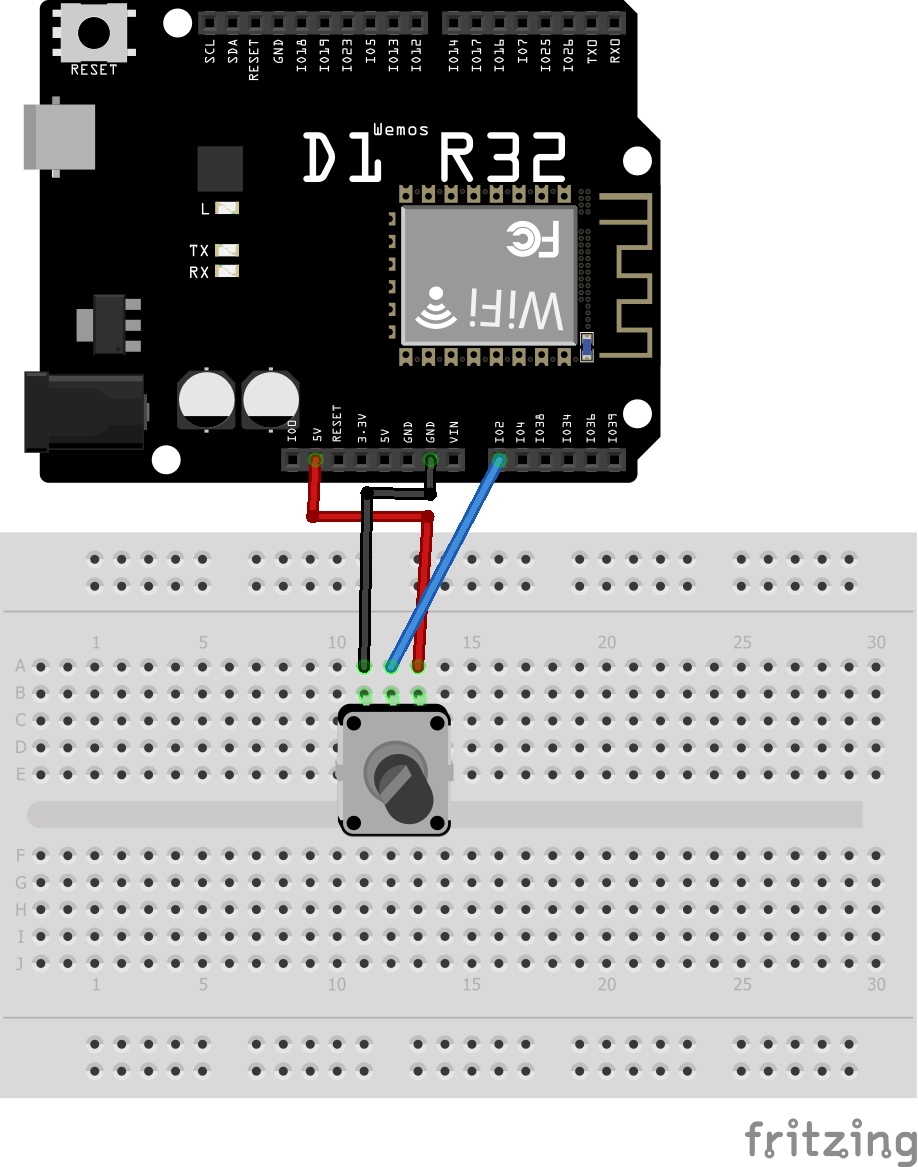 RESET
SCL SDA RESET GND IO18 IO19 IO23 IO5 IO13 IO12 IO14 IO17 IO16 IO7 IO25 IO26 TX0 RX0
Wemos
D1 R32
L
TX
RX
FC
WiFi
IO0 5V RESET 3.3V 5V GND GND VIN IO2 IO4 IO38 IO34 IO36 IO39
1 5 10 15 20 25 30
A
B
C
D
E
F
G
H
I
J
1 5 10 15 20 25 30
fritzing